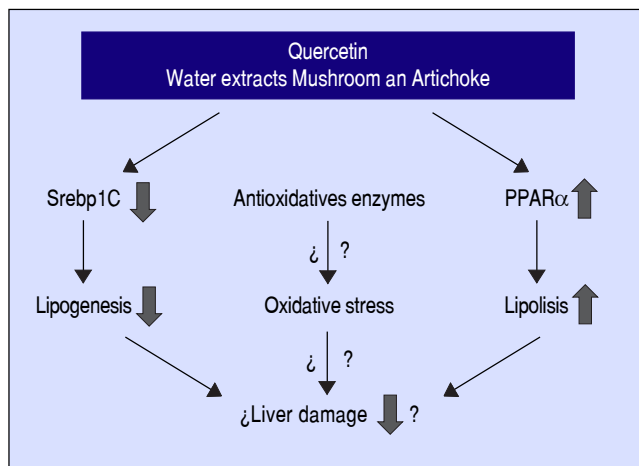 Quercetin
Water extracts Mushroom an Artichoke
Srebp1C
Antioxidatives enzymes
PPARα
¿ ?
Lipogenesis
Oxidative stress
Lipolisis
¿ ?
¿Liver damage ?